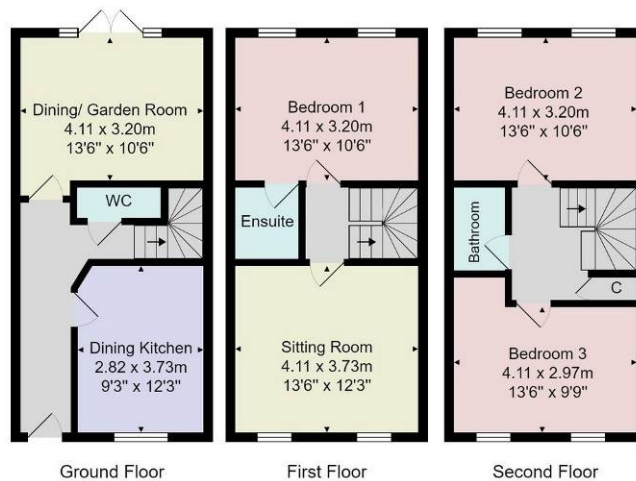 Dining/ Garden Room
4.11 x 3.20m
13'6" x 10'6"
WC
Dining Kitchen
2.82 x 3.73m
9'3" x 12'3"
Ground Floor
Bedroom 1
4.11 x 3.20m
13'6" x 10'6"
Ensuite
Sitting Room
4.11 x 3.73m
13'6" x 12'3"
First Floor
Bedroom 2
4.11 x 3.20m
13'6" x 10'6"
Bathroom
C
Bedroom 3
4.11 x 2.97m
13'6" x 9'9"
Second Floor